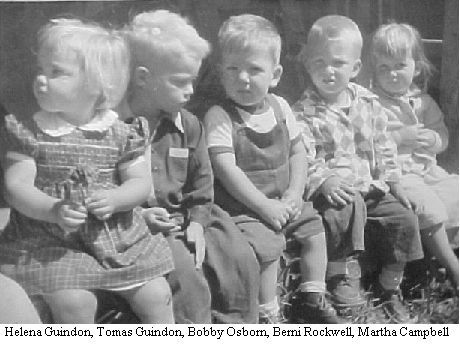 Helena Guindon, Tomas Guindon, Bobby Osborn, Berni Rockwell, Martha Campbell